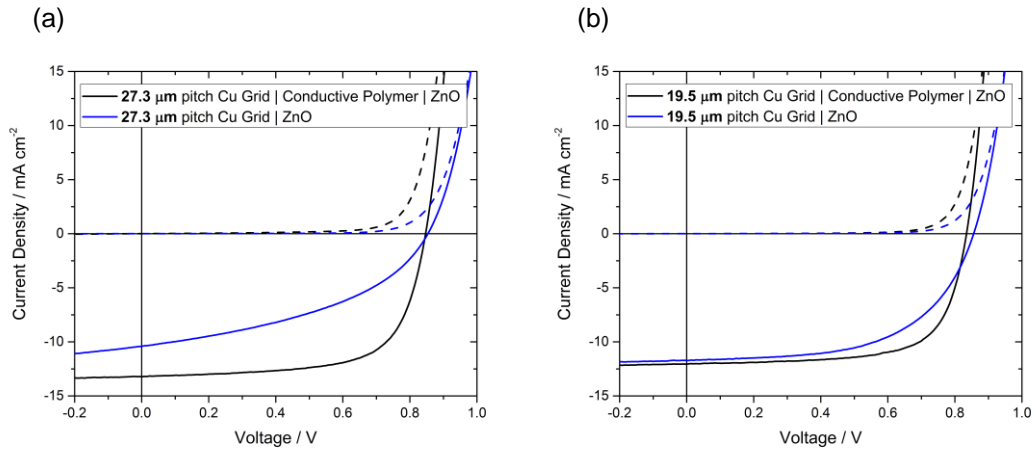 (a)
15
10
5
0
-5
-10
-15
Current Density / mA cm⁻²
27.3 μm pitch Cu Grid | Conductive Polymer | ZnO
27.3 μm pitch Cu Grid | ZnO
-0.2 0.0 0.2 0.4 0.6 0.8 1.0
Voltage / V
(b)
15
10
5
0
-5
-10
-15
Current Density / mA cm⁻²
19.5 μm pitch Cu Grid | Conductive Polymer | ZnO
19.5 μm pitch Cu Grid | ZnO
-0.2 0.0 0.2 0.4 0.6 0.8 1.0
Voltage / V